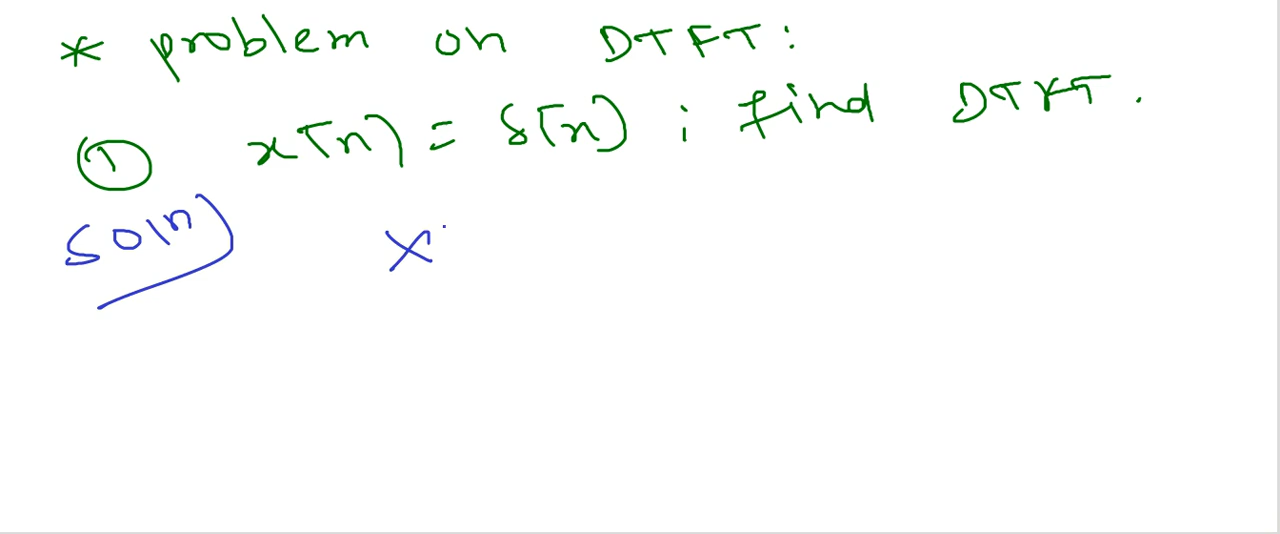 * problem on DTFT:
① x[n] = δ[n] ; find DTFT.
Soln)
X